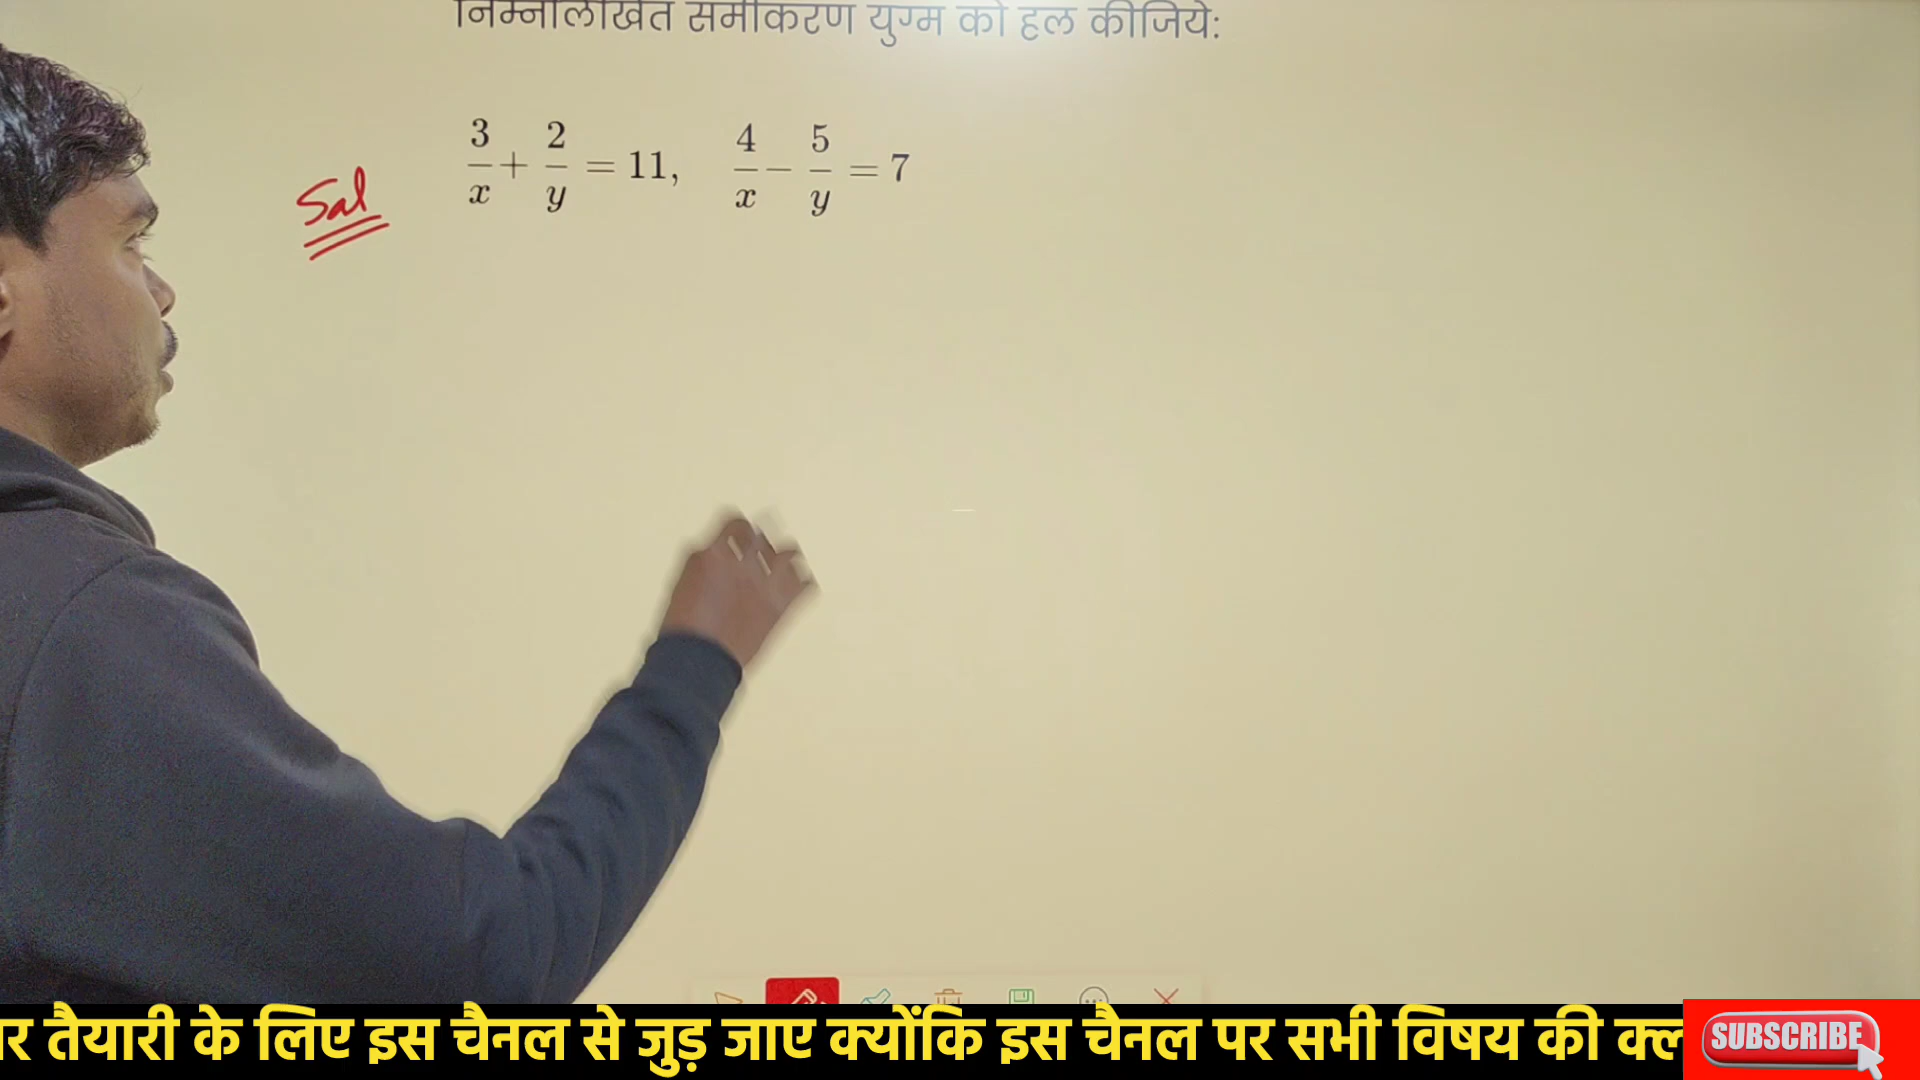 निम्नलिखित समीकरण युग्म को हल कीजिये:
3/x + 2/y = 11, 4/x − 5/y = 7
Sol
तैयारी के लिए इस चैनल से जुड़ जाए क्योंकि इस चैनल पर सभी विषय की
SUBSCRIBE